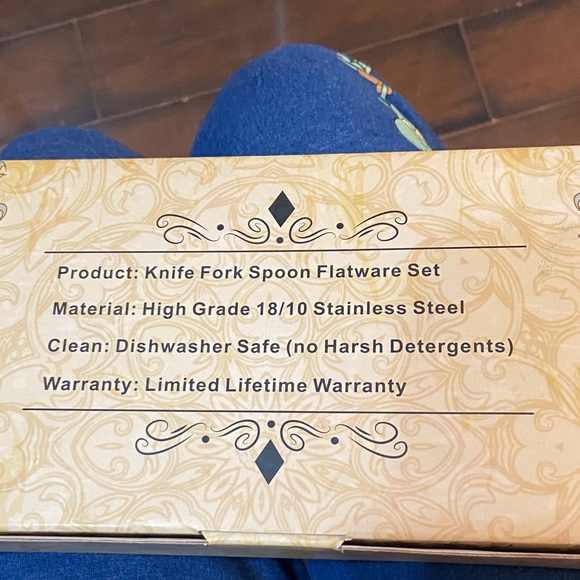 Product: Knife Fork Spoon Flatware Set
Material: High Grade 18/10 Stainless Steel
Clean: Dishwasher Safe (no Harsh Detergents)
Warranty: Limited Lifetime Warranty